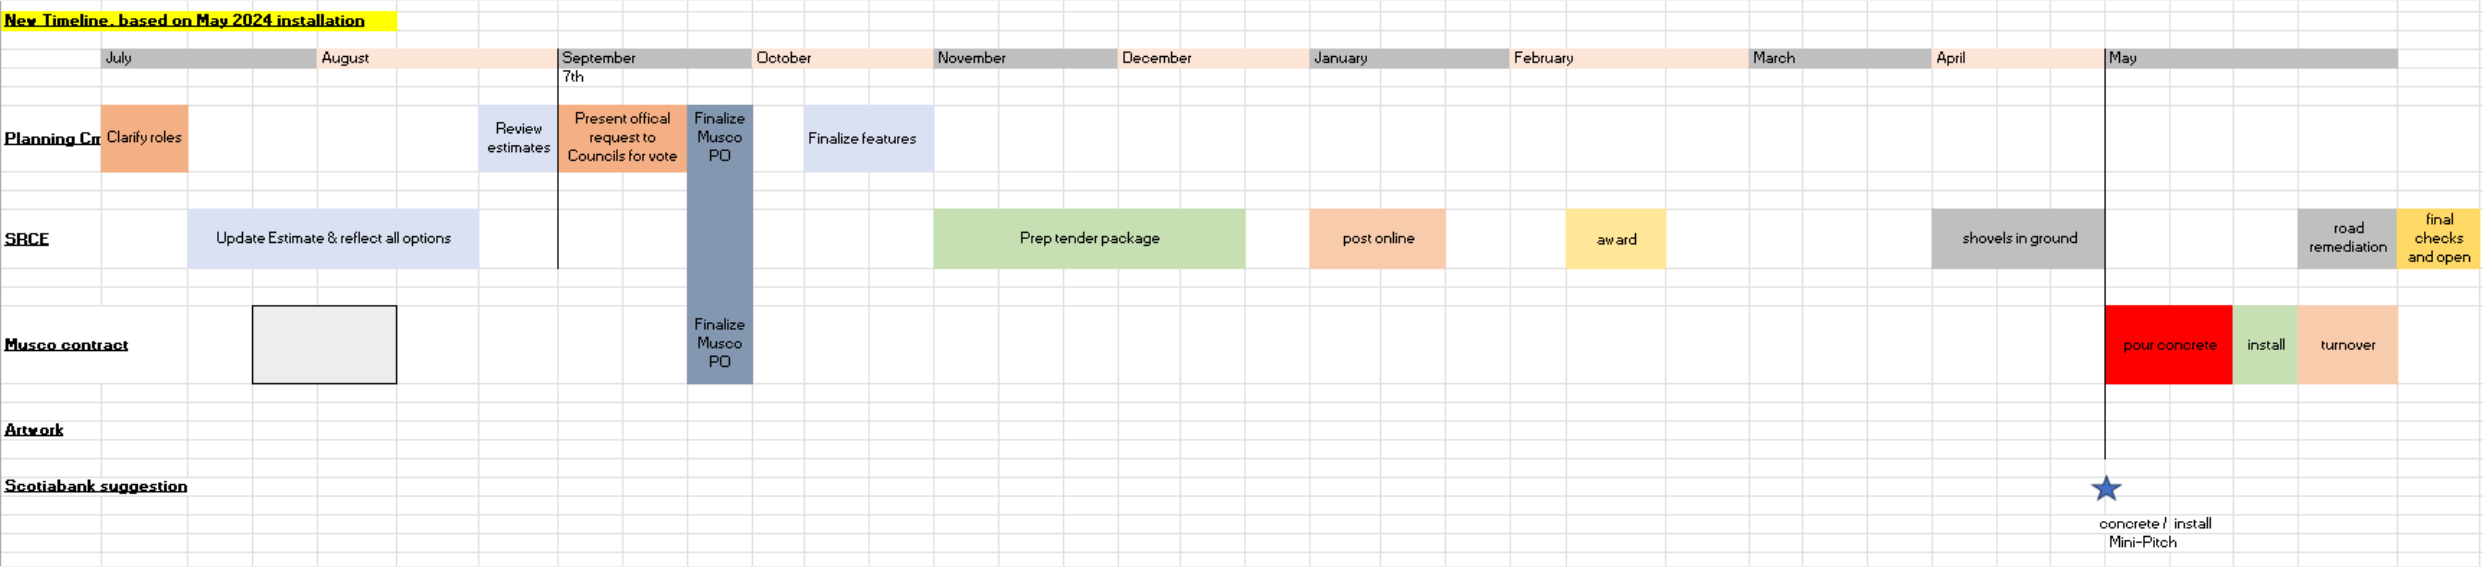 New Timeline, based on May 2024 installation
July August September October November December January February March April May
7th
Planning Cm
Clarify roles
Review
estimates
Present offical
request to
Councils for vote
Finalize
Musco
PO
Finalize features
SRCE
Update Estimate & reflect all options
Prep tender package
post online
award
shovels in ground
road
remediation
final
checks
and open
Musco contract
Finalize
Musco
PO
pour concrete
install
turnover
Artwork
Scotiabank suggestion
concrete / install
Mini-Pitch